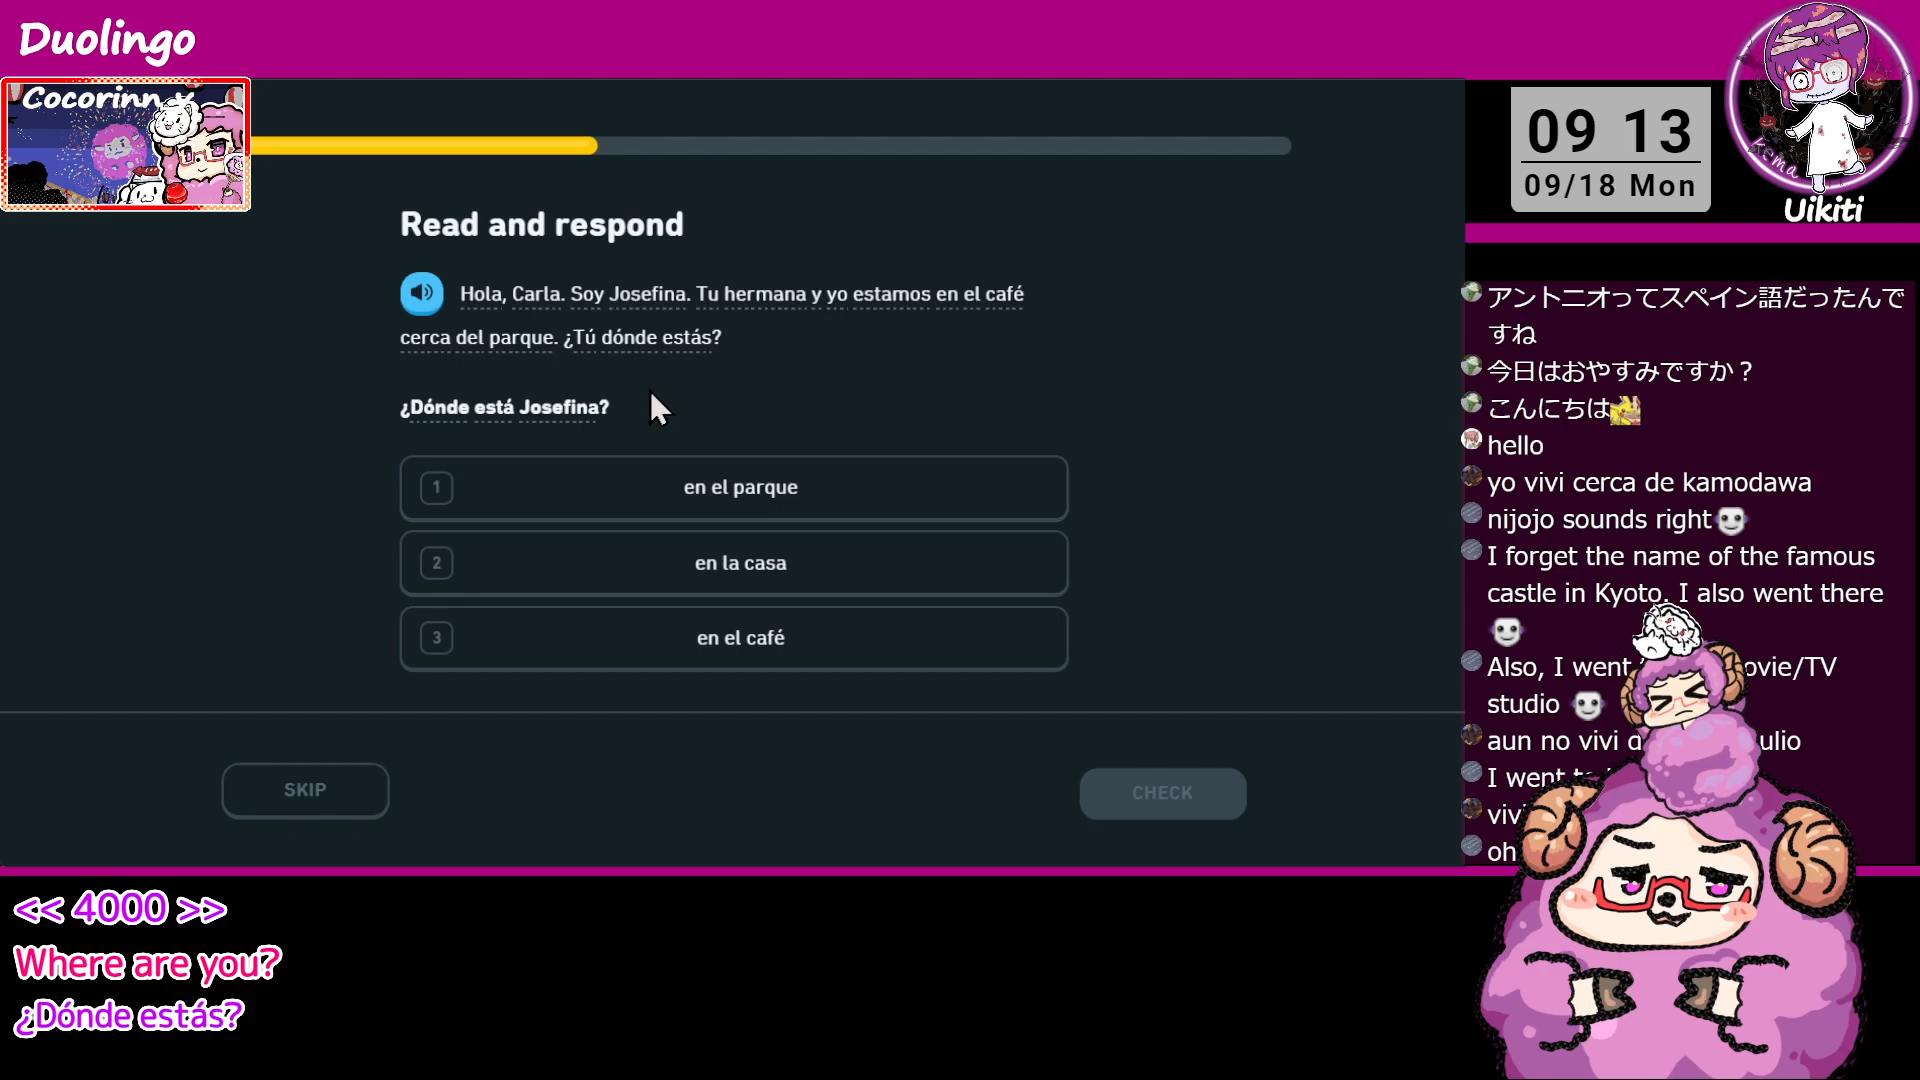 Duolingo
Cocorinn
Read and respond
Hola, Carla. Soy Josefina. Tu hermana y yo estamos en el café
cerca del parque. ¿Tú dónde estás?
¿Dónde está Josefina?
1 en el parque
2 en la casa
3 en el café
SKIP
CHECK
<< 4000 >>
Where are you?
¿Dónde estás?
09 13
09/18 Mon
Kema
Uikiti
アントニオってスペイン語だったんで
すね
今日はおやすみですか？
こんにちは
hello
yo vivi cerca de kamodawa
nijojo sounds right
I forget the name of the famous
castle in Kyoto. I also went there
Also, I went
studio
aun no vivi
I went
oh